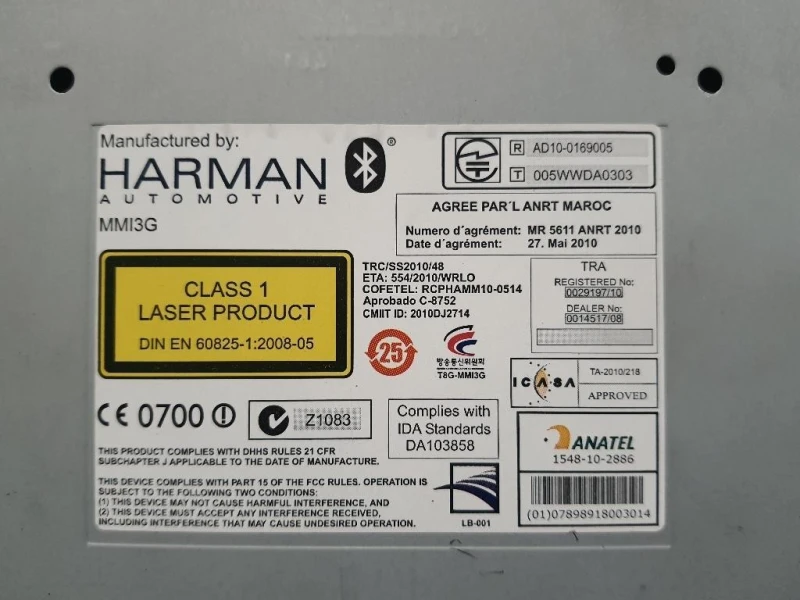 Manufactured by:
HARMAN ®
AUTOMOTIVE
MMI3G
R AD10-0169005
T 005WWDA0303
AGREE PAR´L ANRT MAROC
Numero d´agrément: MR 5611 ANRT 2010
Date d´agrément: 27. Mai 2010
CLASS 1
LASER PRODUCT
DIN EN 60825-1:2008-05
TRC/SS2010/48
ETA: 554/2010/WRLO
COFETEL: RCPHAMM10-0514
Aprobado C-8752
CMIIT ID: 2010DJ2714
TRA
REGISTERED No:
0029197/10
DEALER No:
0014517/08
25
방송통신위원회
T8G-MMI3G
ICASA
TA-2010/218
APPROVED
CE 0700
Z1083
Complies with
IDA Standards
DA103858
ANATEL
1548-10-2886
THIS PRODUCT COMPLIES WITH DHHS RULES 21 CFR
SUBCHAPTER J APPLICABLE TO THE DATE OF MANUFACTURE.
THIS DEVICE COMPLIES WITH PART 15 OF THE FCC RULES. OPERATION IS
SUBJECT TO THE FOLLOWING TWO CONDITIONS:
(1) THIS DEVICE MAY NOT CAUSE HARMFUL INTERFERENCE, AND
(2) THIS DEVICE MUST ACCEPT ANY INTERFERENCE RECEIVED,
INCLUDING INTERFERENCE THAT MAY CAUSE UNDESIRED OPERATION.
LB-001
(01)07898918003014